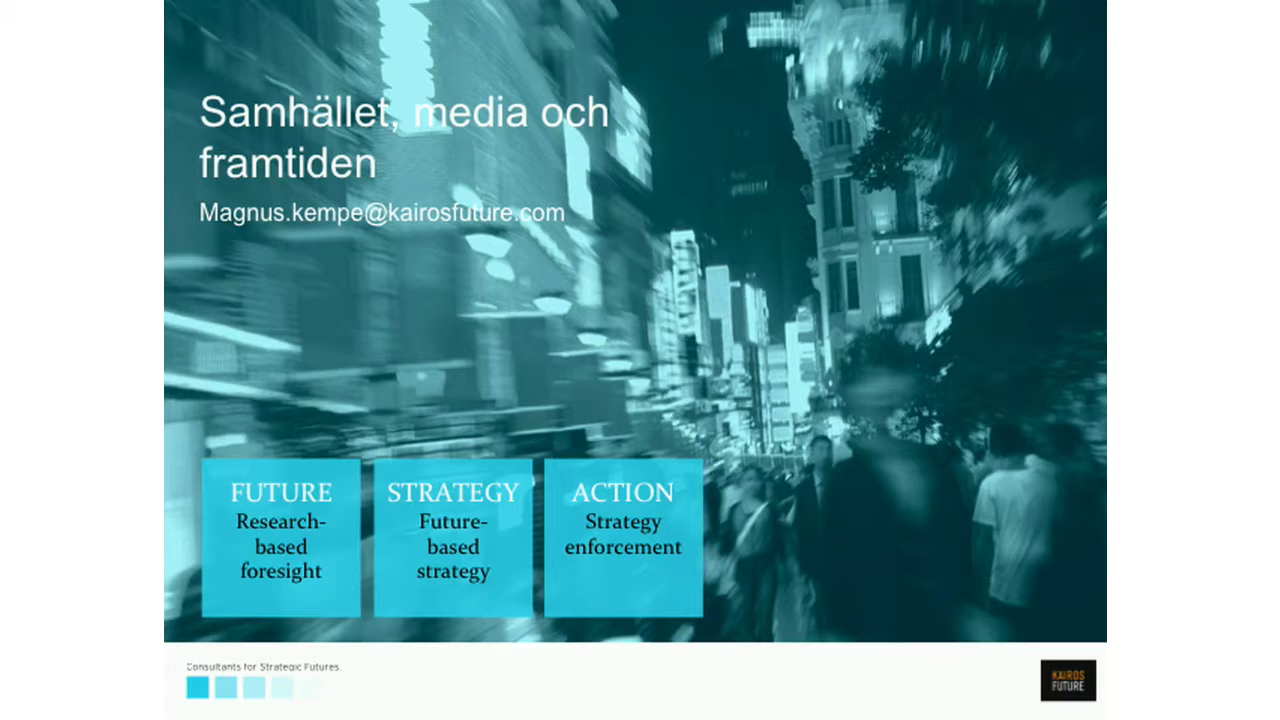 Samhället, media och
framtiden
Magnus.kempe@kairosfuture.com
FUTURE
Research-
based
foresight
STRATEGY
Future-
based
strategy
ACTION
Strategy
enforcement
Consultants for Strategic Futures.
KAIROS
FUTURE